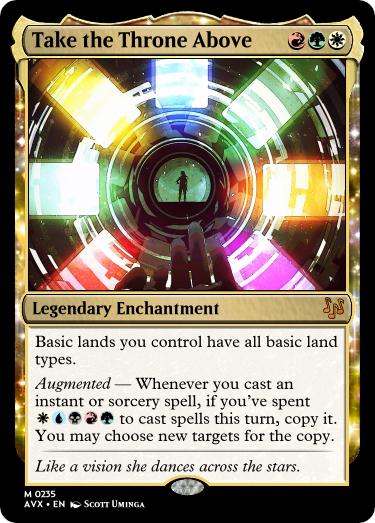 Take the Throne Above
Legendary Enchantment
Basic lands you control have all basic land
types.
Augmented — Whenever you cast an
instant or sorcery spell, if you've spent
to cast spells this turn, copy it.
You may choose new targets for the copy.
Like a vision she dances across the stars.
M 0235
AVX • EN Scott Uminga